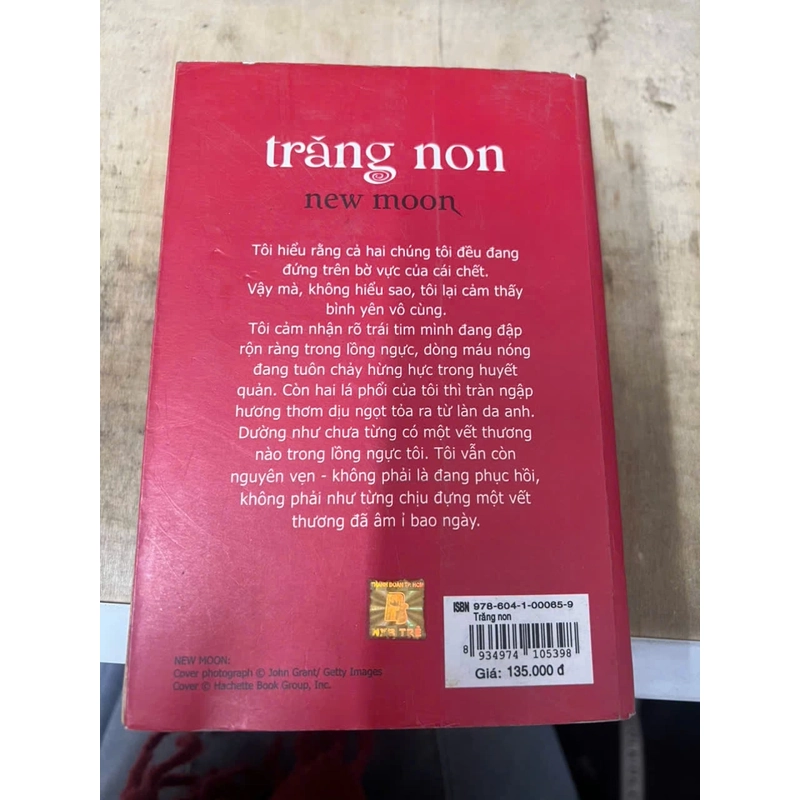 trăng non
new moon
Tôi hiểu rằng cả hai chúng tôi đều đang
đứng trên bờ vực của cái chết.
Vậy mà, không hiểu sao, tôi lại cảm thấy
bình yên vô cùng.
Tôi cảm nhận rõ trái tim mình đang đập
rộn ràng trong lồng ngực, dòng máu nóng
đang tuôn chảy hừng hực trong huyết
quản. Còn hai lá phổi của tôi thì tràn ngập
hương thơm dịu ngọt tỏa ra từ làn da anh.
Dường như chưa từng có một vết thương
nào trong lồng ngực tôi. Tôi vẫn còn
nguyên vẹn - không phải là đang phục hồi,
không phải như từng chịu đựng một vết
thương đã âm ỉ bao ngày.
NXB TRẺ
ISBN 978-604-1-00065-9
Trăng non
8 934974 105398
Giá: 135.000 đ
NEW MOON:
Cover photograph © John Grant/ Getty Images
Cover © Hachette Book Group, Inc.